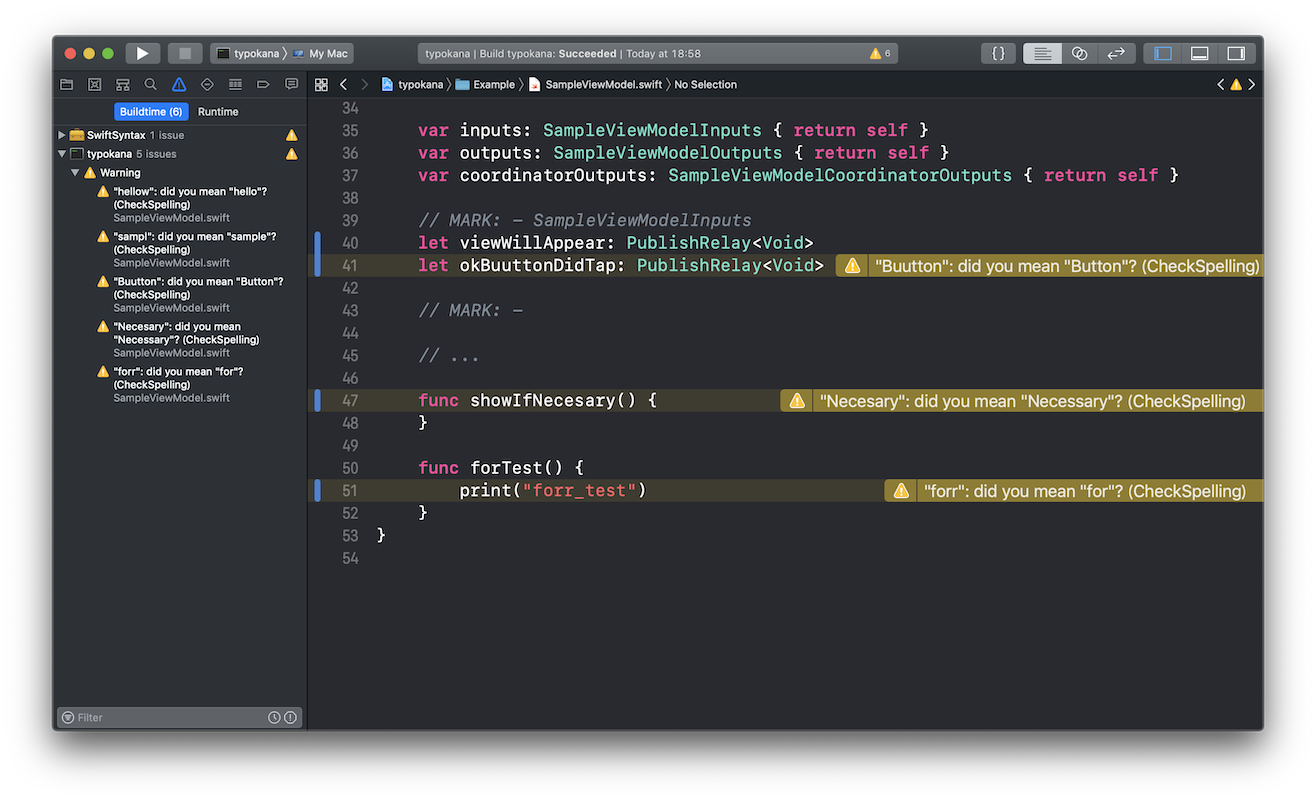 typokana 〉 My Mac
typokana | Build typokana: Succeeded | Today at 18:58
6
{ }
typokana 〉 Example 〉 SampleViewModel.swift 〉 No Selection
Buildtime (6) Runtime
SwiftSyntax 1 issue
typokana 5 issues
Warning
"hellow": did you mean "hello"?
(CheckSpelling)
SampleViewModel.swift
"sampl": did you mean "sample"?
(CheckSpelling)
SampleViewModel.swift
"Buutton": did you mean "Button"?
(CheckSpelling)
SampleViewModel.swift
"Necesary": did you mean
"Necessary"? (CheckSpelling)
SampleViewModel.swift
"forr": did you mean "for"?
(CheckSpelling)
SampleViewModel.swift
Filter
34
35 var inputs: SampleViewModelInputs { return self }
36 var outputs: SampleViewModelOutputs { return self }
37 var coordinatorOutputs: SampleViewModelCoordinatorOutputs { return self }
38
39 // MARK: - SampleViewModelInputs
40 let viewWillAppear: PublishRelay<Void>
41 let okBuuttonDidTap: PublishRelay<Void> "Buutton": did you mean "Button"? (CheckSpelling)
42
43 // MARK: -
44
45 // ...
46
47 func showIfNecesary() { "Necesary": did you mean "Necessary"? (CheckSpelling)
48 }
49
50 func forTest() {
51 print("forr_test") "forr": did you mean "for"? (CheckSpelling)
52 }
53 }
54